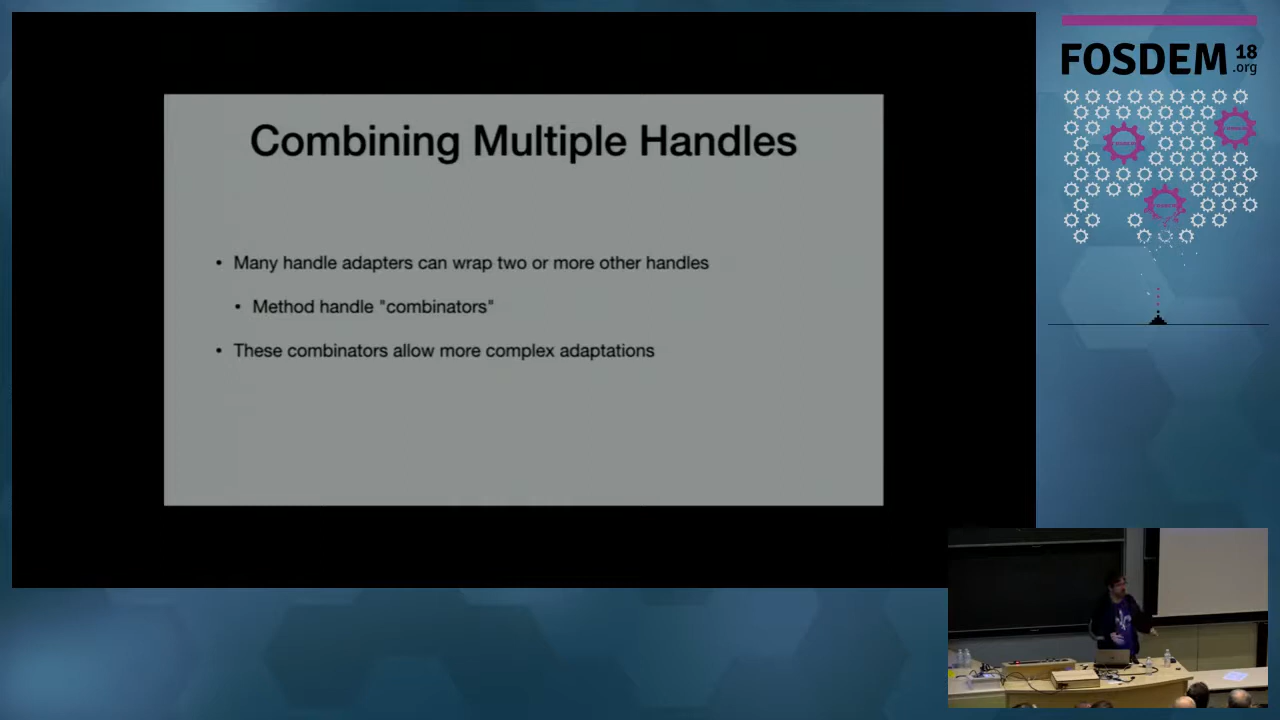 Combining Multiple Handles
• Many handle adapters can wrap two or more other handles
• Method handle "combinators"
• These combinators allow more complex adaptations
FOSDEM 18
.org